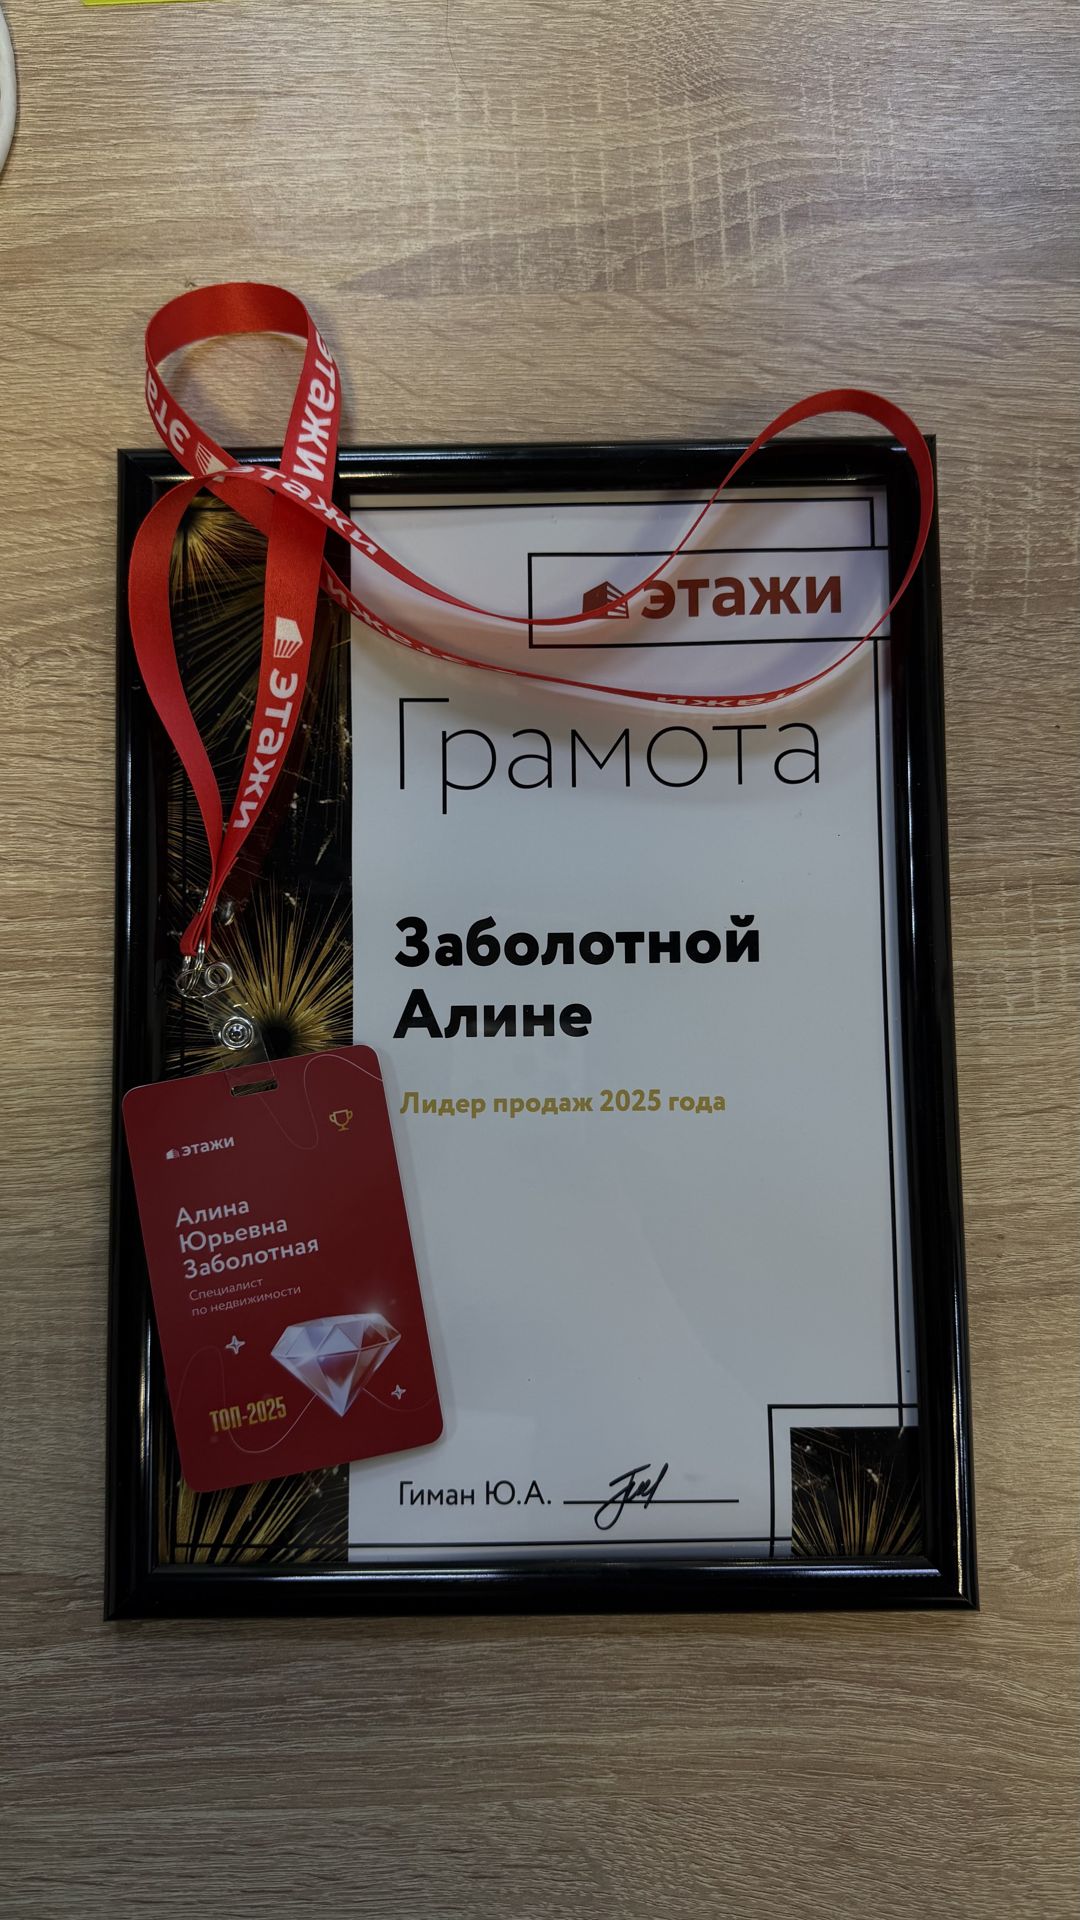 этажи
этажи
этажи
этажи
этажи
Грамота
Заболотной
Алине
Лидер продаж 2025 года
этажи
Алина
Юрьевна
Заболотная
Специалист
по недвижимости
ТОП-2025
Гиман Ю.А.